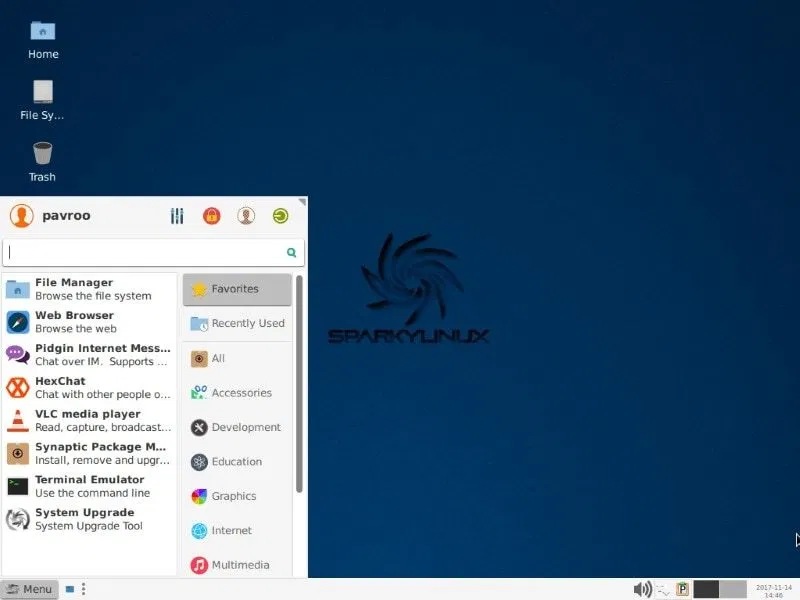 Home
File Sy...
Trash
pavroo
File Manager
Browse the file system
Web Browser
Browse the web
Pidgin Internet Mess...
Chat over IM.  Supports ...
HexChat
Chat with other people o...
VLC media player
Read, capture, broadcast...
Synaptic Package M...
Install, remove and upgr...
Terminal Emulator
Use the command line
System Upgrade
System Upgrade Tool
Favorites
Recently Used
All
Accessories
Development
Education
Graphics
Internet
Multimedia
SPARKYLINUX
Menu
2017-11-14
14:46